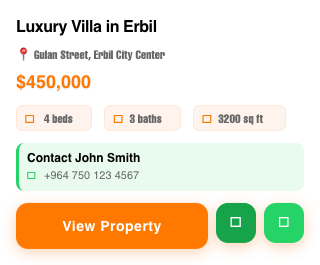 Luxury Villa in Erbil
📍 Gulan Street, Erbil City Center
$450,000
4 beds 3 baths 3200 sq ft
Contact John Smith
+964 750 123 4567
View Property